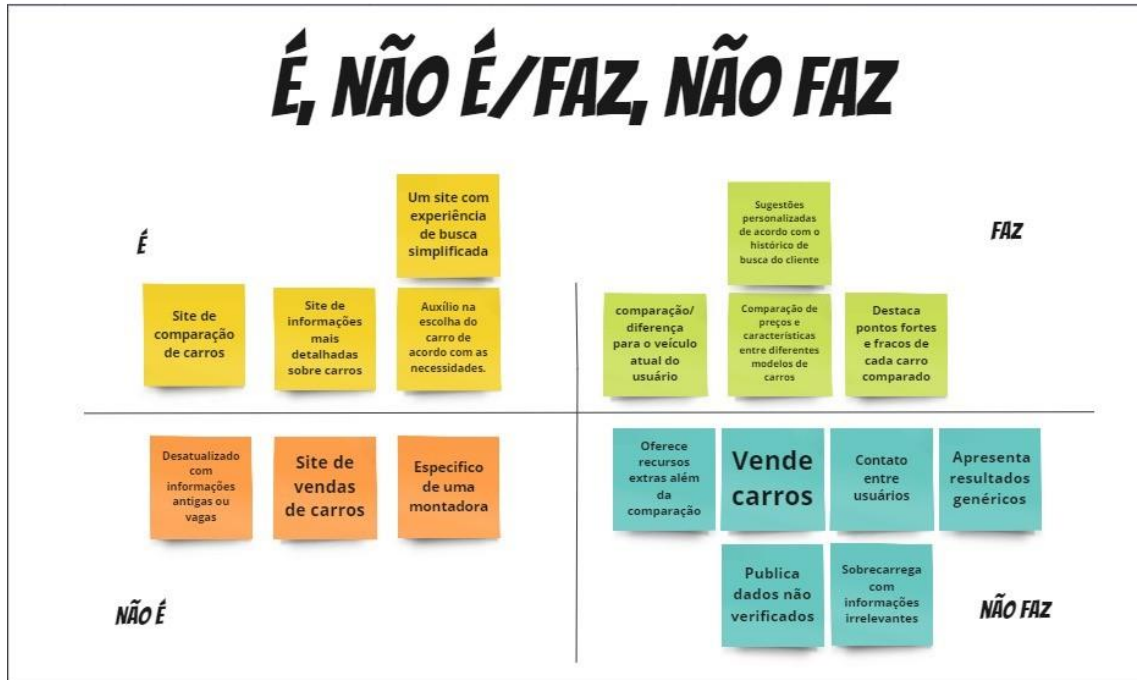 É, NÃO É/FAZ, NÃO FAZ
É
Um site com
experiência
de busca
simplificada
Site de
comparação
de carros
Site de
informações
mais
detalhadas
sobre carros
Auxílio na
escolha do
carro de
acordo com as
necessidades.
FAZ
Sugestões
personalizadas
de acordo com o
histórico de
busca do cliente
comparação/
diferença
para o veículo
atual do
usuário
Comparação de
preços e
características
entre diferentes
modelos de
carros
Destaca
pontos fortes
e fracos de
cada carro
comparado
Desatualizado
com
informações
antigas ou
vagas
Site de
vendas
de carros
Especifico
de uma
montadora
NÃO É
Oferece
recursos
extras além
da
comparação
Vende
carros
Contato
entre
usuários
Apresenta
resultados
genéricos
Publica
dados não
verificados
Sobrecarrega
com
informações
irrelevantes
NÃO FAZ